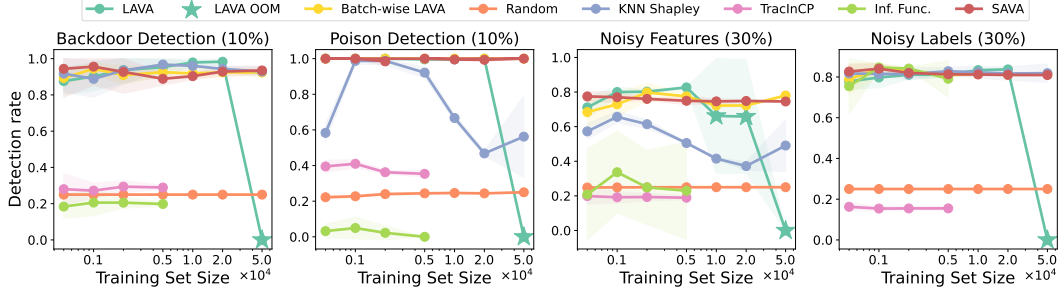 LAVA LAVA OOM Batch-wise LAVA Random KNN Shapley TracInCP Inf. Func. SAVA
Backdoor Detection (10%) Poison Detection (10%) Noisy Features (30%) Noisy Labels (30%)
Detection rate
1.0
0.8
0.6
0.4
0.2
0.0
0.1 0.5 1.0 2.0 5.0
×10⁴
Training Set Size
1.0
0.8
0.6
0.4
0.2
0.0
0.1 0.5 1.0 2.0 5.0
×10⁴
Training Set Size
1.0
0.8
0.6
0.4
0.2
0.0
0.1 0.5 1.0 2.0 5.0
×10⁴
Training Set Size
0.8
0.6
0.4
0.2
0.0
0.1 0.5 1.0 2.0 5.0
×10⁴
Training Set Size